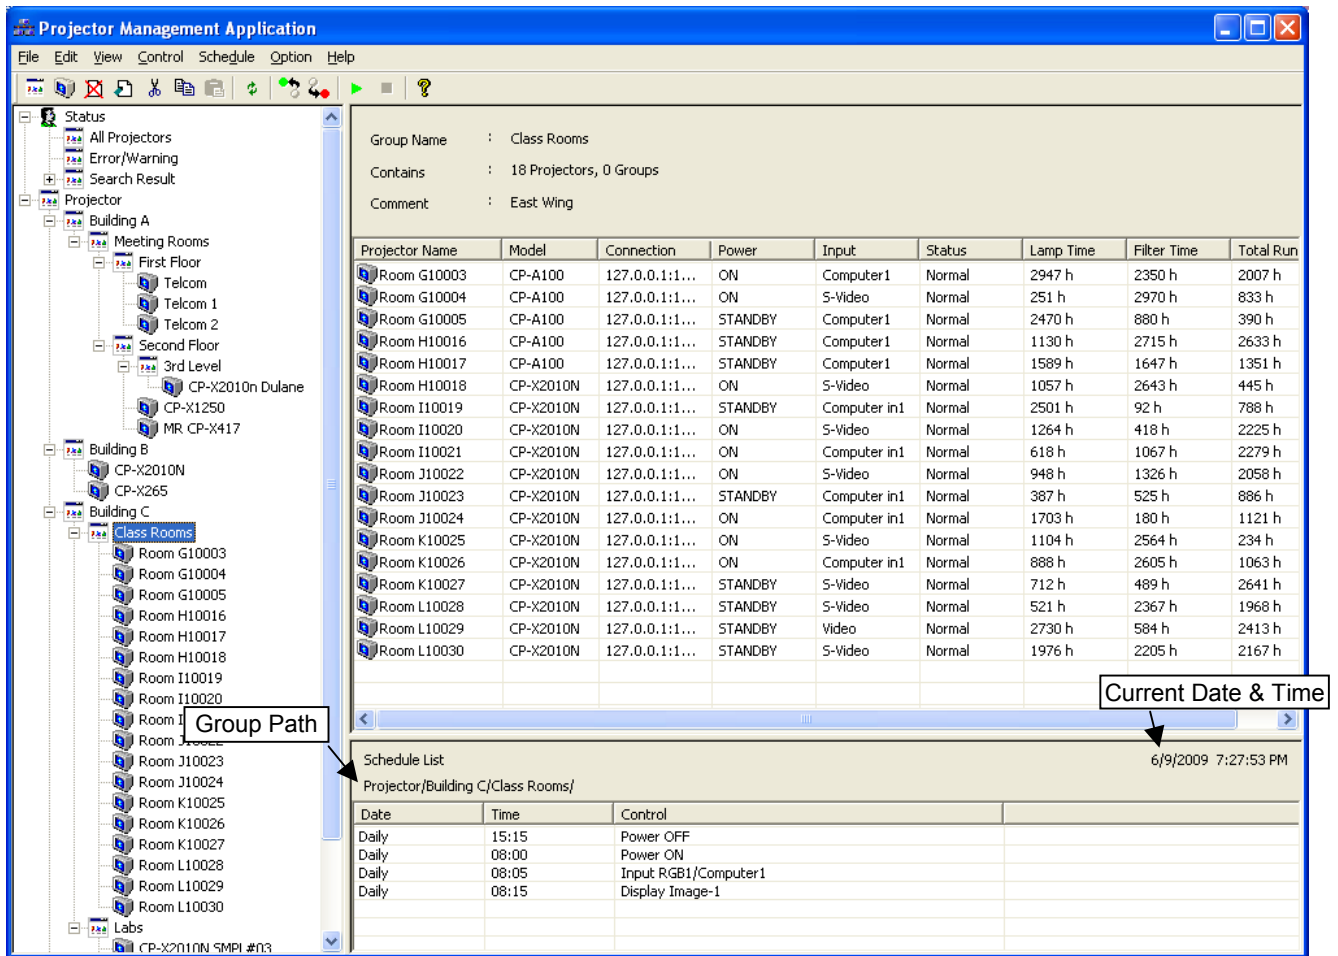 Projector Management Application
File Edit View Control Schedule Option Help
Status
All Projectors
Error/Warning
Search Result
Projector
Building A
Meeting Rooms
First Floor
Telcom
Telcom 1
Telcom 2
Second Floor
3rd Level
CP-X2010n Dulane
CP-X1250
MR CP-X417
Building B
CP-X2010N
CP-X265
Building C
Class Rooms
Room G10003
Room G10004
Room G10005
Room H10016
Room H10017
Room H10018
Room I10019
Room I10020
Room I
Room J10022
Room J10023
Room J10024
Room K10025
Room K10026
Room K10027
Room L10028
Room L10029
Room L10030
Labs
CP-X2010N SMPL#03
Group Path
Group Name : Class Rooms
Contains : 18 Projectors, 0 Groups
Comment : East Wing
Projector Name Model Connection Power Input Status Lamp Time Filter Time Total Run
Room G10003 CP-A100 127.0.0.1:1... ON Computer1 Normal 2947 h 2350 h 2007 h
Room G10004 CP-A100 127.0.0.1:1... ON S-Video Normal 251 h 2970 h 833 h
Room G10005 CP-A100 127.0.0.1:1... STANDBY Computer1 Normal 2470 h 880 h 390 h
Room H10016 CP-A100 127.0.0.1:1... STANDBY Computer1 Normal 1130 h 2715 h 2633 h
Room H10017 CP-A100 127.0.0.1:1... STANDBY Computer1 Normal 1589 h 1647 h 1351 h
Room H10018 CP-X2010N 127.0.0.1:1... ON S-Video Normal 1057 h 2643 h 445 h
Room I10019 CP-X2010N 127.0.0.1:1... STANDBY Computer in1 Normal 2501 h 92 h 788 h
Room I10020 CP-X2010N 127.0.0.1:1... ON S-Video Normal 1264 h 418 h 2225 h
Room I10021 CP-X2010N 127.0.0.1:1... ON Computer in1 Normal 618 h 1067 h 2279 h
Room J10022 CP-X2010N 127.0.0.1:1... ON S-Video Normal 948 h 1326 h 2058 h
Room J10023 CP-X2010N 127.0.0.1:1... STANDBY Computer in1 Normal 387 h 525 h 886 h
Room J10024 CP-X2010N 127.0.0.1:1... ON Computer in1 Normal 1703 h 180 h 1121 h
Room K10025 CP-X2010N 127.0.0.1:1... ON S-Video Normal 1104 h 2564 h 234 h
Room K10026 CP-X2010N 127.0.0.1:1... ON Computer in1 Normal 888 h 2605 h 1063 h
Room K10027 CP-X2010N 127.0.0.1:1... STANDBY S-Video Normal 712 h 489 h 2641 h
Room L10028 CP-X2010N 127.0.0.1:1... STANDBY S-Video Normal 521 h 2367 h 1968 h
Room L10029 CP-X2010N 127.0.0.1:1... STANDBY Video Normal 2730 h 584 h 2413 h
Room L10030 CP-X2010N 127.0.0.1:1... STANDBY S-Video Normal 1976 h 2205 h 2167 h
Current Date & Time
Schedule List 6/9/2009 7:27:53 PM
Projector/Building C/Class Rooms/
Date Time Control
Daily 15:15 Power OFF
Daily 08:00 Power ON
Daily 08:05 Input RGB1/Computer1
Daily 08:15 Display Image-1